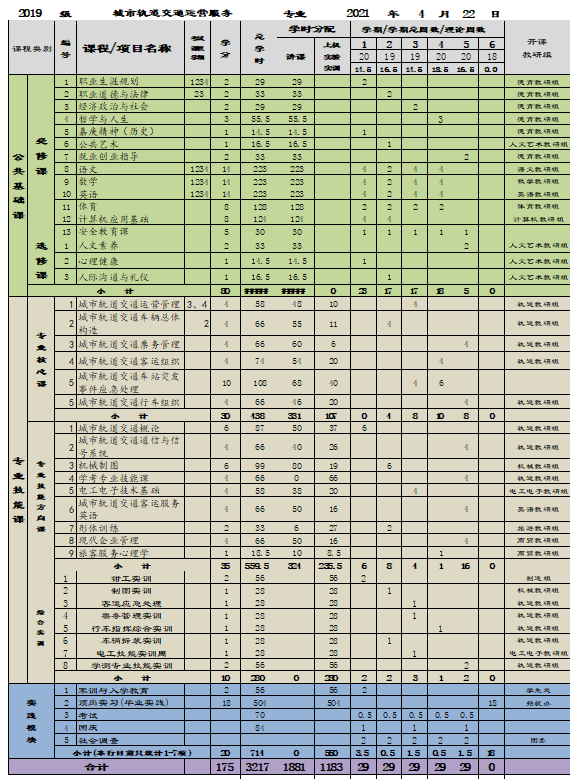 2019 级 城市轨道交通运营服务 专业 2021 年 4 月 22 日
课程类别 编号 课程/项目名称 学分 总学时 学时分配 学期/学期总周数/理论周数 开课教研组
讲课 上机实验实训 1 2 3 4 5 6
20 19 19 20 20 18
14.5 16.5 14.5 18.5 16.5 0.0
公共基础课 必修课
1 职业生涯规划 1234 2 29 29 2 德育教研组
2 职业道德与法律 23 2 33 33 2 德育教研组
3 经济政治与社会 2 29 29 2 德育教研组
4 哲学与人生 3 55.5 55.5 3 德育教研组
5 嘉庚精神（历史） 1 14.5 14.5 1 德育教研组
6 公共艺术 1 16.5 16.5 1 人文艺术教研组
7 就业创业指导 2 33 33 2 德育教研组
8 语文 1234 14 223 223 4 2 4 4 语文教研组
9 数学 1234 14 223 223 4 2 4 4 数学教研组
10 英语 1234 14 223 223 4 2 4 4 英语教研组
11 体育 8 128 128 2 2 2 2 体育教研组
12 计算机应用基础 8 124 124 4 4 计算机教研组
13 安全教育课 5 30 30 1 1 1 1 1
选修课
1 人文素养 2 33 33 2 人文艺术教研组
2 心理健康 1 14.5 14.5 1 人文艺术教研组
3 人际沟通与礼仪 1 16.5 16.5 1 人文艺术教研组
小 计 80 ##### ##### 0 23 17 17 18 5 0
专业技能课 专业核心课
1 城市轨道交通运营管理 3、4 4 58 48 10 4 轨道教研组
2 城市轨道交通车辆总体构造 2 4 66 55 11 4 轨道教研组
3 城市轨道交通票务管理 4 66 60 6 4 轨道教研组
4 城市轨道交通客运组织 4 74 54 20 4 轨道教研组
5 城市轨道交通车站突发事件应急处理 10 108 68 40 4 6 轨道教研组
5 城市轨道交通行车组织 4 66 46 20 4 轨道教研组
小 计 30 438 331 107 0 4 8 10 8 0
专业技能方向课
1 城市轨道交通概论 6 87 50 37 6 轨道教研组
2 城市轨道交通通信与信号系统 4 66 40 26 4 轨道教研组
3 机械制图 6 99 80 19 6 机械教研组
4 学考专业技能课 4 66 0 66 4 轨道教研组
5 电工电子技术基础 4 58 38 20 4 电工电子教研组
6 城市轨道交通客运服务英语 4 66 50 16 4 英语教研组
7 形体训练 2 33 6 27 2 旅游教研组
8 现代企业管理 4 66 50 16 4 商贸教研组
9 旅客服务心理学 1 18.5 10 8.5 1 商贸教研组
小 计 35 559.5 324 235.5 6 8 4 1 16 0
综合实训
1 钳工实训 2 56 56 2 制造组
2 制图实训 1 28 28 1 机械教研组
3 客运应急处理 1 28 28 1 轨道教研组
4 票务管理实训 1 28 28 1 轨道教研组
5 行车指挥综合实训 1 28 28 1 轨道教研组
6 车辆拆装实训 1 28 28 1 轨道教研组
7 电工技能实训周 1 28 28 1 电工电子教研组
8 学测专业技能实训 2 56 56 2 轨道教研组
小 计 10 280 0 280 2 2 3 1 2 0
实践模块
1 军训与入学教育 2 56 56 2 学生处
2 顶岗实习(毕业实践) 18 504 504 18 招就办
3 考试 70 0.5 0.5 0.5 0.5 0.5
4 国庆 84 1 1 1
5 社会调查 2 2 2 2 2 团委
20 714 0 560 3.5 0.5 1.5 0.5 1.5 18
合计 175 3217 1881 1183 29 29 29 29 29 0